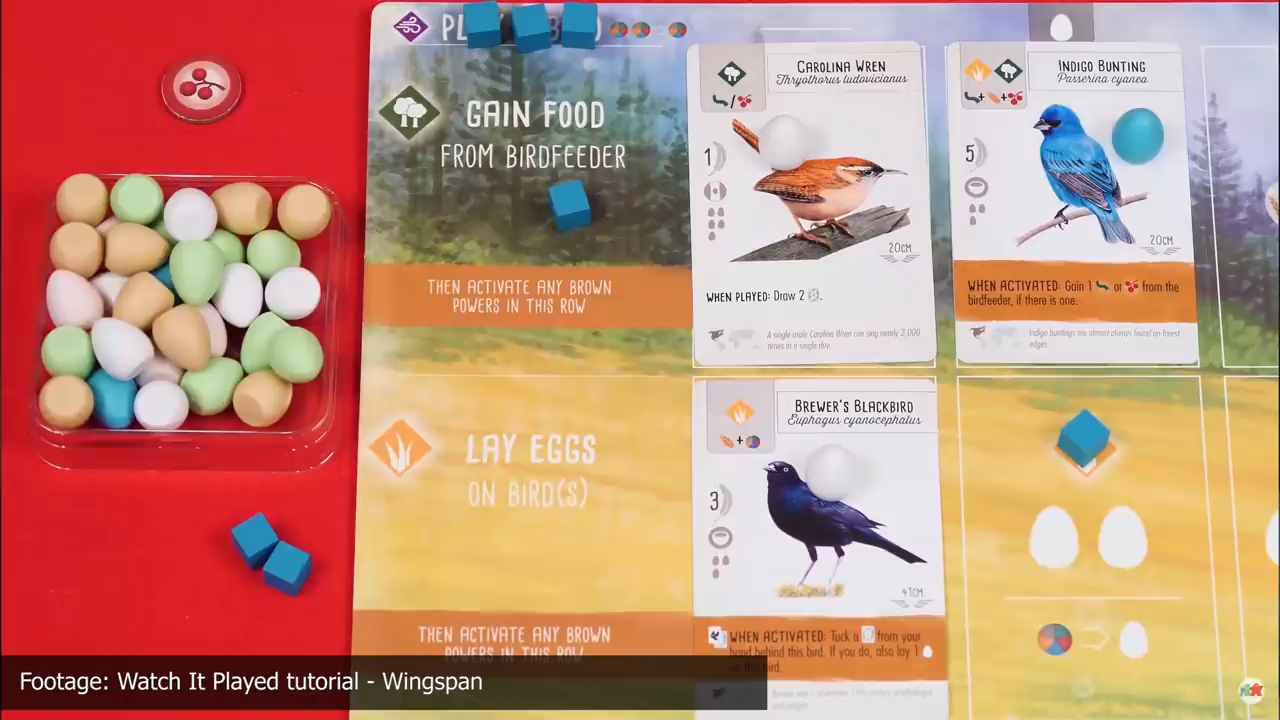 PL
GAIN FOOD
FROM BIRDFEEDER
THEN ACTIVATE ANY BROWN
POWERS IN THIS ROW
CAROLINA WREN
Thryothorus ludovicianus
1
20CM
WHEN PLAYED: Draw 2
A single male Carolina Wren can sing nearly 3,000
times in a single day.
INDIGO BUNTING
Passerina cyanea
5
20CM
WHEN ACTIVATED: Gain 1 or from the
birdfeeder, if there is one.
Indigo buntings are almost always found on forest
edges.
LAY EGGS
ON BIRD(S)
THEN ACTIVATE ANY BROWN
POWERS IN THIS ROW
BREWER'S BLACKBIRD
Euphagus cyanocephalus
3
41CM
WHEN ACTIVATED: Tuck a from your
hand behind this bird. If you do, also lay 1
on this bird.
Footage: Watch It Played tutorial - Wingspan